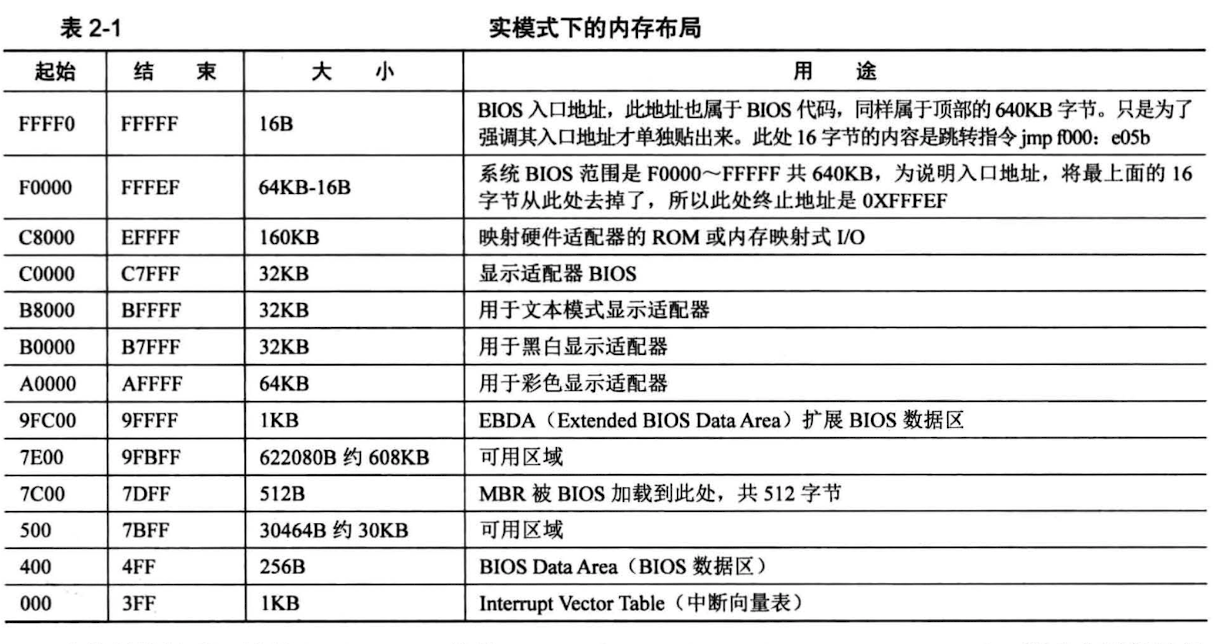 表 2-1 实模式下的内存布局
起始 结 束 大 小 用 途
FFFF0 FFFFF 16B BIOS 入口地址，此地址也属于 BIOS 代码，同样属于顶部的 640KB 字节。只是为了
强调其入口地址才单独贴出来。此处 16 字节的内容是跳转指令 jmp f000：e05b
F0000 FFFEF 64KB-16B 系统 BIOS 范围是 F0000～FFFFF 共 640KB，为说明入口地址，将最上面的 16
字节从此处去掉了，所以此处终止地址是 0XFFFEF
C8000 EFFFF 160KB 映射硬件适配器的 ROM 或内存映射式 I/O
C0000 C7FFF 32KB 显示适配器 BIOS
B8000 BFFFF 32KB 用于文本模式显示适配器
B0000 B7FFF 32KB 用于黑白显示适配器
A0000 AFFFF 64KB 用于彩色显示适配器
9FC00 9FFFF 1KB EBDA（Extended BIOS Data Area）扩展 BIOS 数据区
7E00 9FBFF 622080B 约 608KB 可用区域
7C00 7DFF 512B MBR 被 BIOS 加载到此处，共 512 字节
500 7BFF 30464B 约 30KB 可用区域
400 4FF 256B BIOS Data Area（BIOS 数据区）
000 3FF 1KB Interrupt Vector Table（中断向量表）